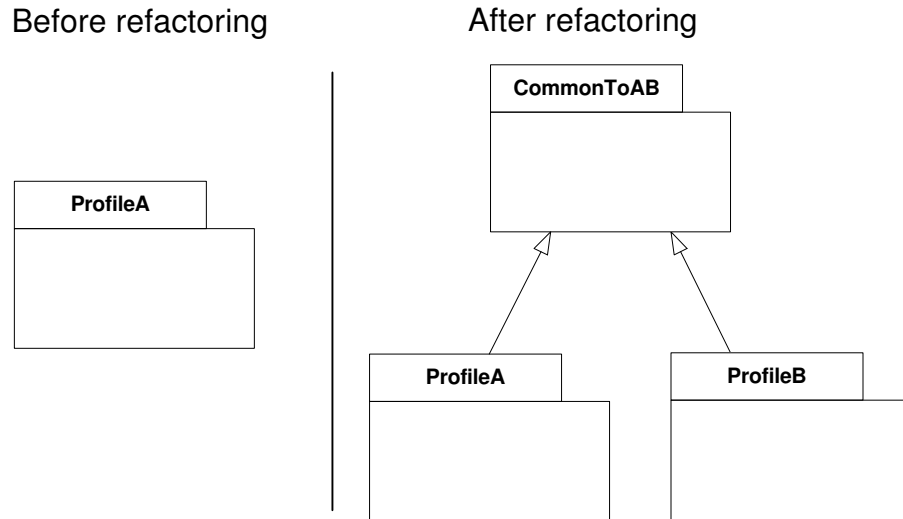 Before refactoring
After refactoring
CommonToAB
ProfileA
ProfileA
ProfileB